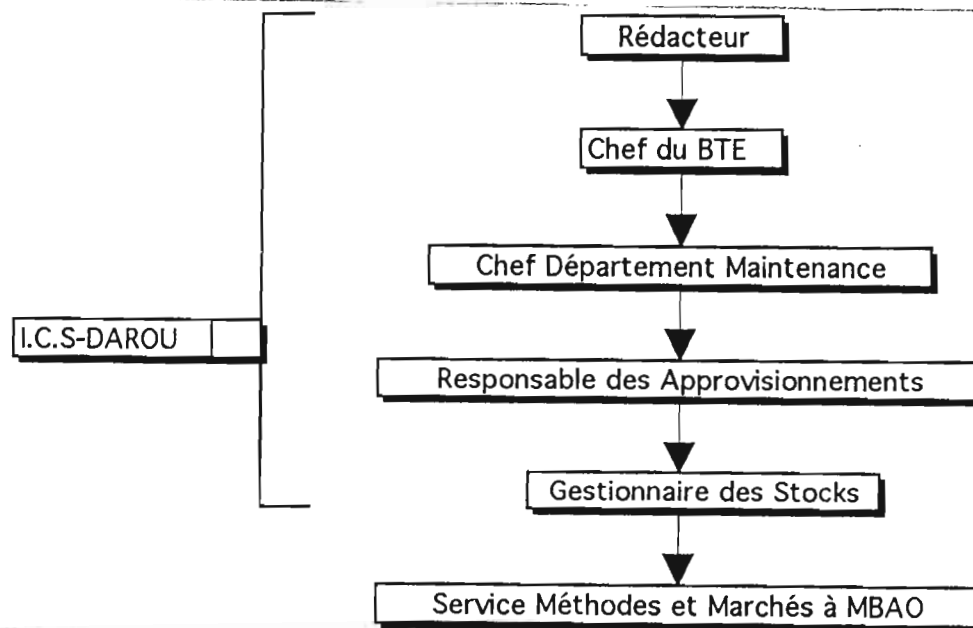 Rédacteur
Chef du BTE
Chef Département Maintenance
I.C.S-DAROU
Responsable des Approvisionnements
Gestionnaire des Stocks
Service Méthodes et Marchés à MBAO